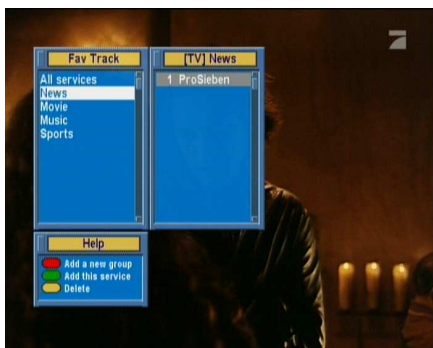 Fav Track
All services
News
Movie
Music
Sports
[TV] News
1 ProSieben
Help
Add a new group
Add this service
Delete